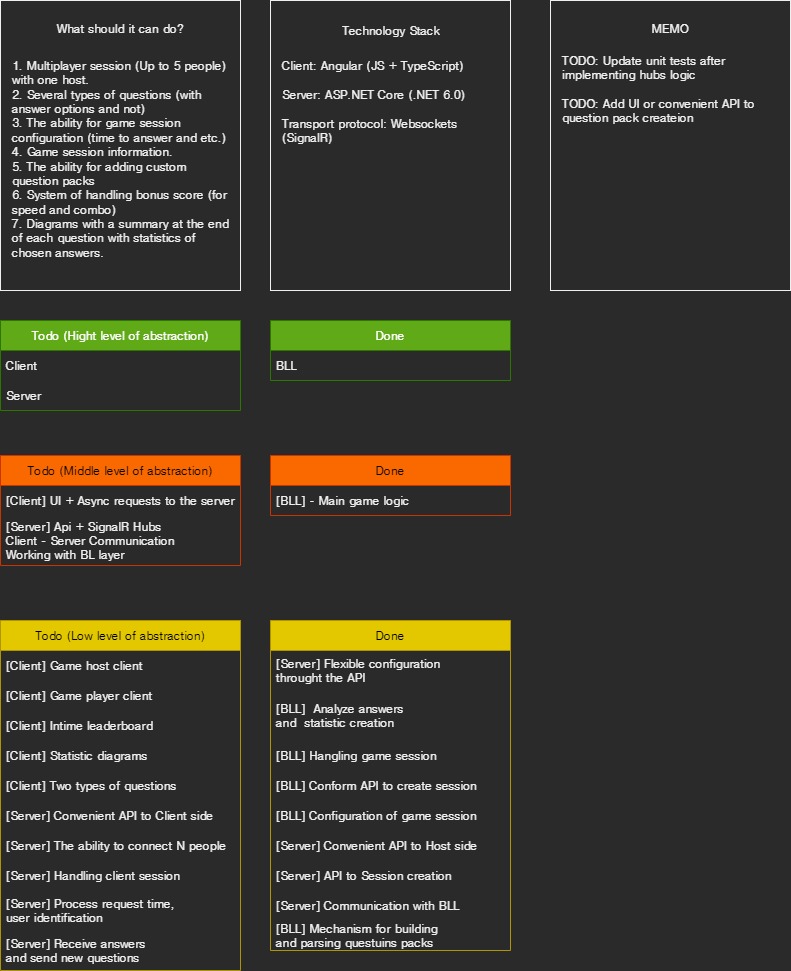 What should it can do?
1. Multiplayer session (Up to 5 people)
with one host.
2. Several types of questions (with
answer options and not)
3. The ability for game session
configuration (time to answer and etc.)
4. Game session information.
5. The ability for adding custom
question packs
6. System of handling bonus score (for
speed and combo)
7. Diagrams with a summary at the end
of each question with statistics of
chosen answers.
Technology Stack
Client: Angular (JS + TypeScript)
Server: ASP.NET Core (.NET 6.0)
Transport protocol: Websockets
(SignalR)
MEMO
TODO: Update unit tests after
implementing hubs logic
TODO: Add UI or convenient API to
question pack createion
Todo (Hight level of abstraction)
Client
Server
Done
BLL
Todo (Middle level of abstraction)
[Client] UI + Async requests to the server
[Server] Api + SignalR Hubs
Client - Server Communication
Working with BL layer
Done
[BLL] - Main game logic
Todo (Low level of abstraction)
[Client] Game host client
[Client] Game player client
[Client] Intime leaderboard
[Client] Statistic diagrams
[Client] Two types of questions
[Server] Convenient API to Client side
[Server] The ability to connect N people
[Server] Handling client session
[Server] Process request time,
user identification
[Server] Receive answers
and send new questions
Done
[Server] Flexible configuration
throught the API
[BLL] Analyze answers
and statistic creation
[BLL] Hangling game session
[BLL] Conform API to create session
[BLL] Configuration of game session
[Server] Convenient API to Host side
[Server] API to Session creation
[Server] Communication with BLL
[BLL] Mechanism for building
and parsing questuins packs